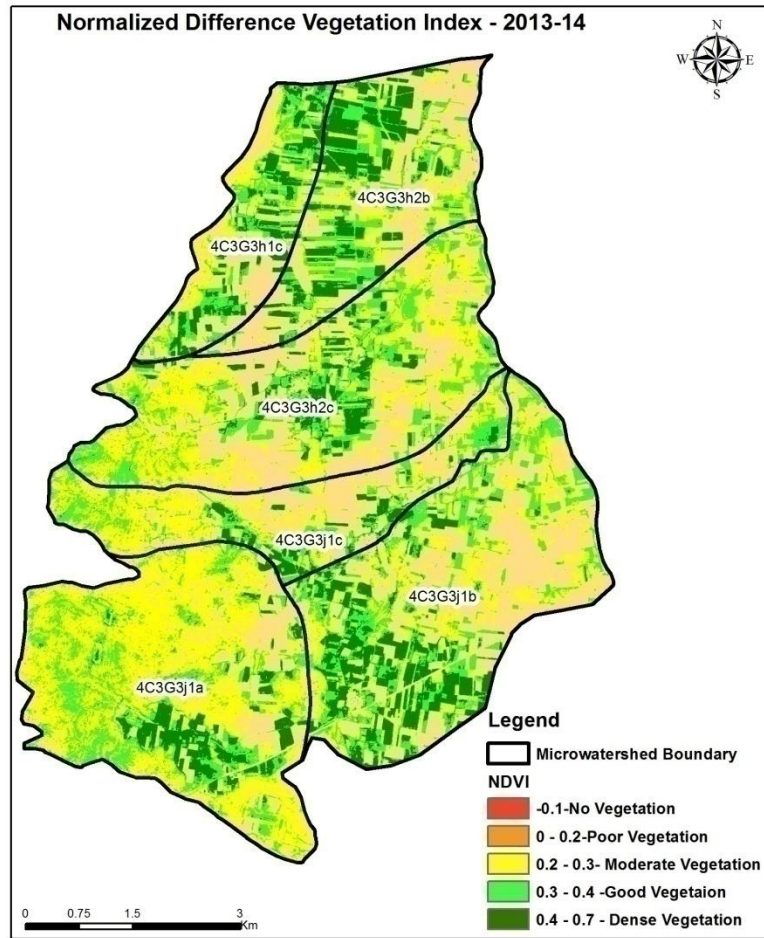 Normalized Difference Vegetation Index - 2013-14
N
W E
S
4C3G3h2b
4C3G3h1c
4C3G3h2c
4C3G3j1c
4C3G3j1b
4C3G3j1a
Legend
Microwatershed Boundary
NDVI
-0.1-No Vegetation
0 - 0.2-Poor Vegetation
0.2 - 0.3- Moderate Vegetation
0.3 - 0.4 -Good Vegetaion
0.4 - 0.7 - Dense Vegetation
0 0.75 1.5 3
Km